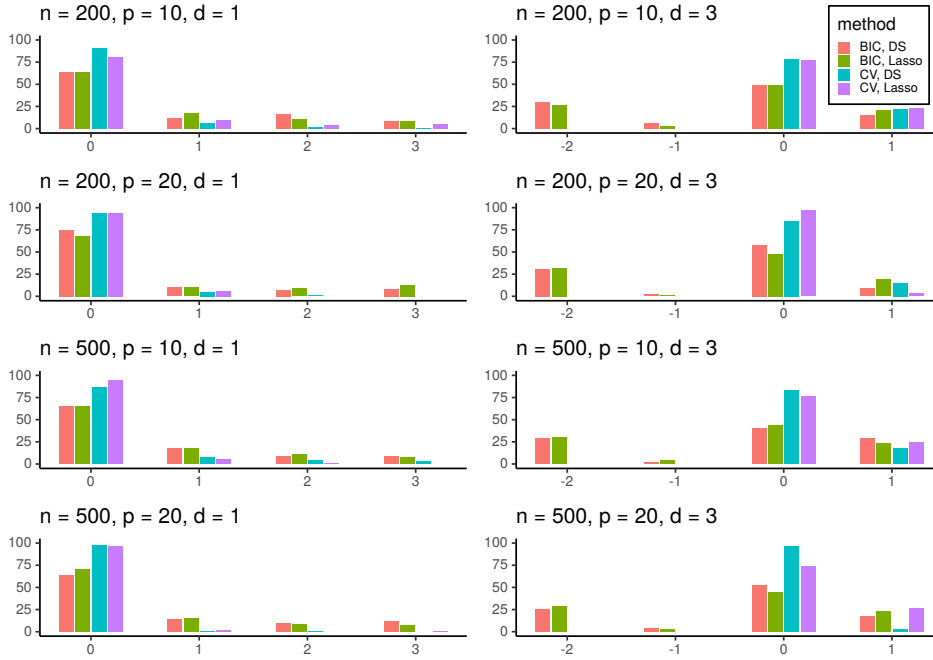 n = 200, p = 10, d = 1
100
75
50
25
0
0 1 2 3
n = 200, p = 10, d = 3
100
75
50
25
0
-2 -1 0 1
method
BIC, DS
BIC, Lasso
CV, DS
CV, Lasso
n = 200, p = 20, d = 1
100
75
50
25
0
0 1 2 3
n = 200, p = 20, d = 3
100
75
50
25
0
-2 -1 0 1
n = 500, p = 10, d = 1
100
75
50
25
0
0 1 2 3
n = 500, p = 10, d = 3
100
75
50
25
0
-2 -1 0 1
n = 500, p = 20, d = 1
100
75
50
25
0
0 1 2 3
n = 500, p = 20, d = 3
100
75
50
25
0
-2 -1 0 1